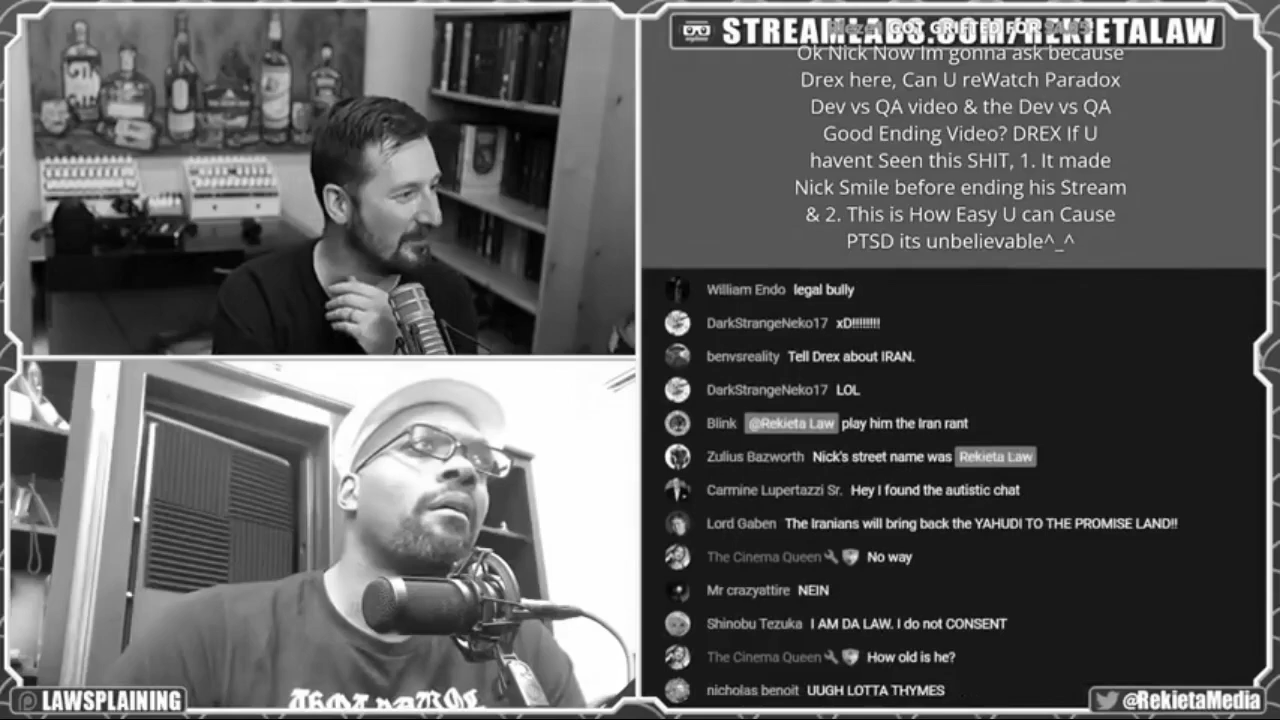 STREAMLABS.COM/REKIETALAW
GOT GRIFTED FOR
Ok Nick Now Im gonna ask because
Drex here, Can U reWatch Paradox
Dev vs QA video & the Dev vs QA
Good Ending Video? DREX If U
havent Seen this SHIT, 1. It made
Nick Smile before ending his Stream
& 2. This is How Easy U can Cause
PTSD its unbelievable^_^
William Endo legal bully
DarkStrangeNeko17 xD!!!!!!!!
benvsreality Tell Drex about IRAN.
DarkStrangeNeko17 LOL
Blink @Rekieta Law play him the Iran rant
Zulius Bazworth Nick's street name was Rekieta Law
Carmine Lupertazzi Sr. Hey I found the autistic chat
Lord Gaben The Iranians will bring back the YAHUDI TO THE PROMISE LAND!!
The Cinema Queen No way
Mr crazyattire NEIN
Shinobu Tezuka I AM DA LAW. I do not CONSENT
The Cinema Queen How old is he?
nicholas benoit UUGH LOTTA THYMES
LAWSPLAINING
@RekietaMedia